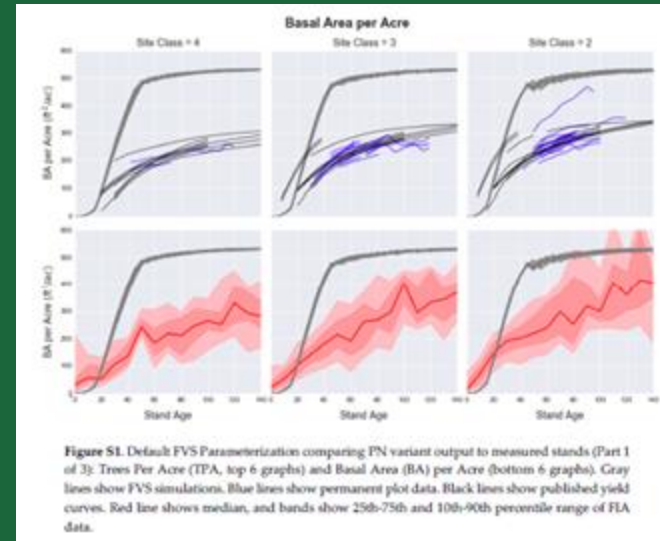 Basal Area per Acre
Site Class = 4
Site Class = 3
Site Class = 2
BA per Acre (ft²/ac)
BA per Acre (ft²/ac)
Stand Age
Stand Age
Stand Age
Figure S1. Default FVS Parameterization comparing PN variant output to measured stands (Part 1
of 3): Trees Per Acre (TPA, top 6 graphs) and Basal Area (BA) per Acre (bottom 6 graphs). Gray
lines show FVS simulations. Blue lines show permanent plot data. Black lines show published yield
curves. Red line shows median, and bands show 25th-75th and 10th-90th percentile range of FIA
data.